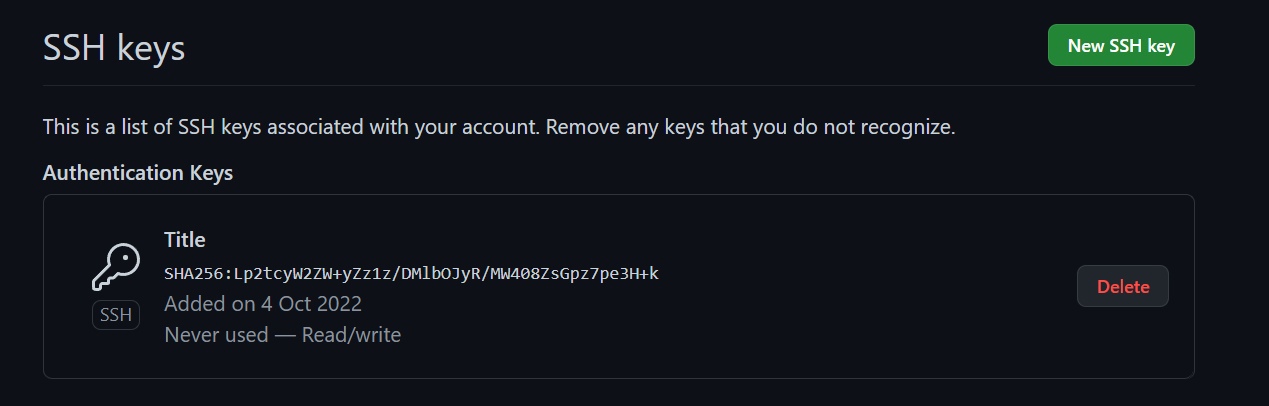 SSH keys
New SSH key
This is a list of SSH keys associated with your account. Remove any keys that you do not recognize.
Authentication Keys
Title
SHA256:Lp2tcyW2ZW+yZz1z/DMlbOJyR/MW408ZsGpz7pe3H+k
Added on 4 Oct 2022
Never used — Read/write
SSH
Delete